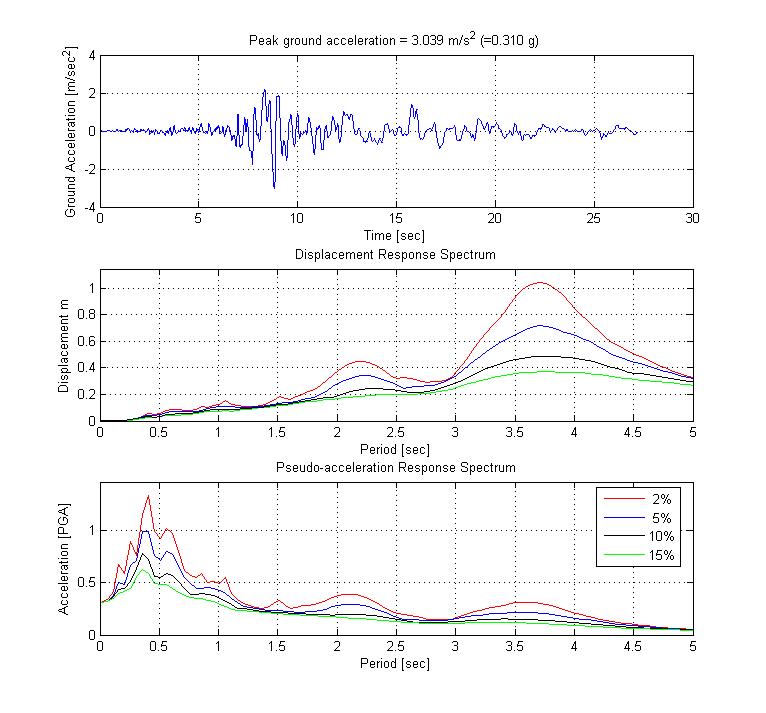 Peak ground acceleration = 3.039 m/s² (=0.310 g)
Ground Acceleration [m/sec²]
4
2
0
-2
-4
0 5 10 15 20 25 30
Time [sec]
Displacement Response Spectrum
Displacement m
1
0.8
0.6
0.4
0.2
0
0 0.5 1 1.5 2 2.5 3 3.5 4 4.5 5
Period [sec]
Pseudo-acceleration Response Spectrum
Acceleration [PGA]
1
0.5
0
2%
5%
10%
15%
0 0.5 1 1.5 2 2.5 3 3.5 4 4.5 5
Period [sec]